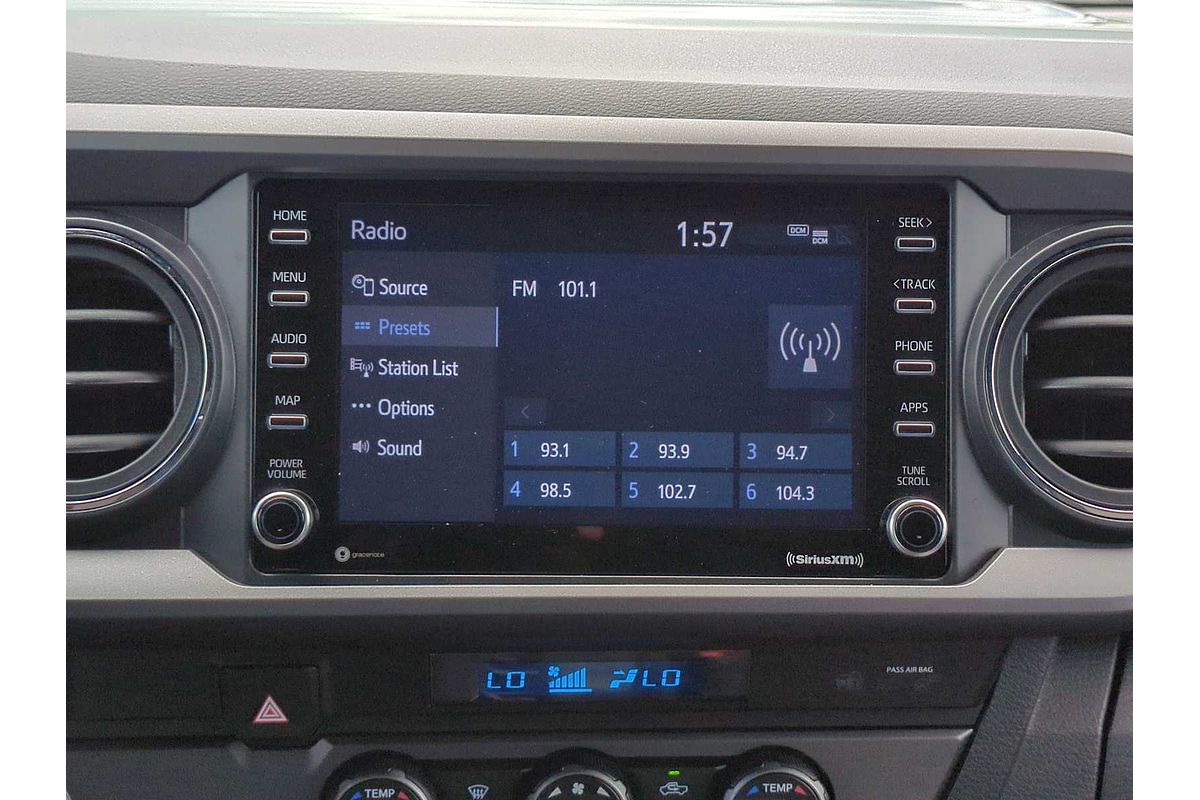 HOME
MENU
AUDIO
MAP
POWER
VOLUME
Radio
1:57
DCM
DCM
Source
Presets
Station List
Options
Sound
FM 101.1
< >
1 93.1 2 93.9 3 94.7
4 98.5 5 102.7 6 104.3
gracenote
((SiriusXM))
SEEK >
< TRACK
PHONE
APPS
TUNE
SCROLL
LO LO
PASS AIR BAG
TEMP TEMP